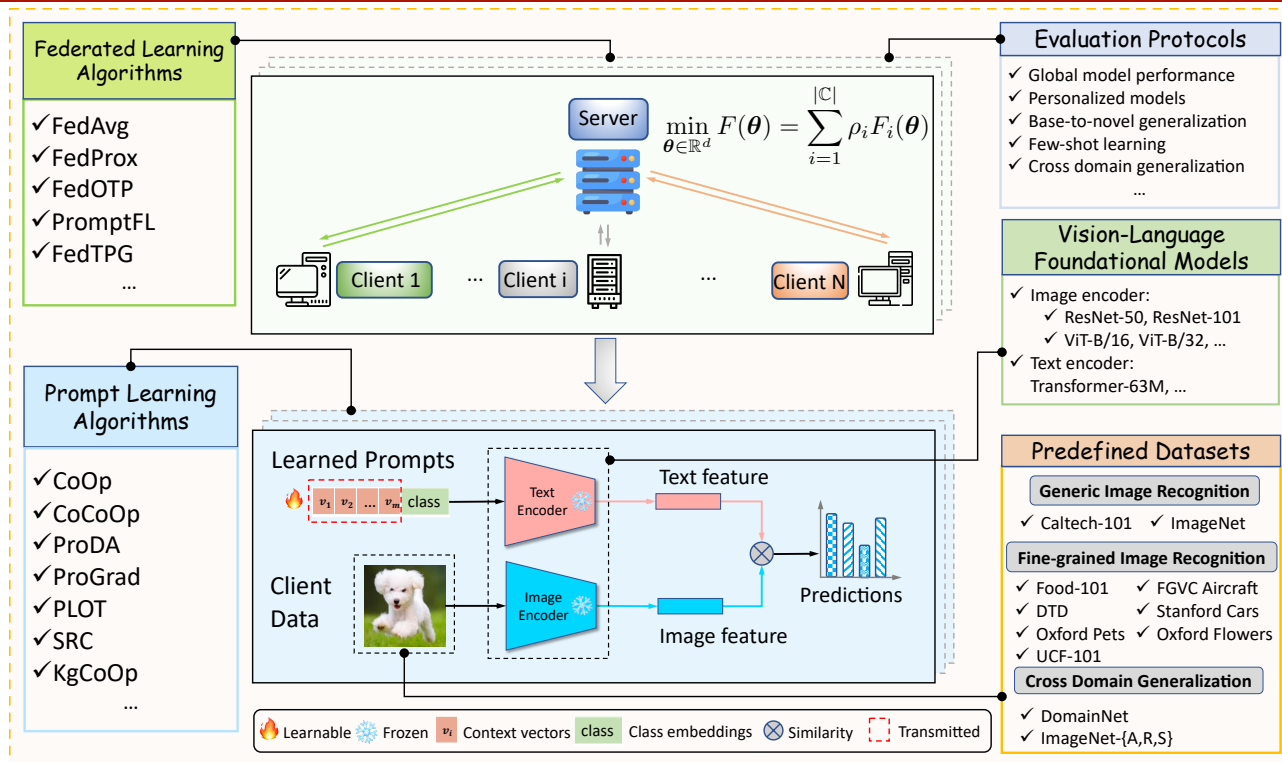 Federated Learning
Algorithms
✓FedAvg
✓FedProx
✓FedOTP
✓PromptFL
✓FedTPG
...
Server
min F(θ) = ∑ ρᵢFᵢ(θ)
θ∈ℝᵈ
|ℂ|
i=1
Client 1
...
Client i
...
Client N
Evaluation Protocols
✓ Global model performance
✓ Personalized models
✓ Base-to-novel generalization
✓ Few-shot learning
✓ Cross domain generalization
...
Vision-Language
Foundational Models
✓ Image encoder:
✓ ResNet-50, ResNet-101
✓ ViT-B/16, ViT-B/32, ...
✓ Text encoder:
Transformer-63M, ...
Prompt Learning
Algorithms
✓CoOp
✓CoCoOp
✓ProDA
✓ProGrad
✓PLOT
✓SRC
✓KgCoOp
...
Learned Prompts
v₁ v₂ ... vₘ class
Text
Encoder
Text feature
Client
Data
Image
Encoder
Image feature
Predictions
Predefined Datasets
Generic Image Recognition
✓ Caltech-101 ✓ ImageNet
Fine-grained Image Recognition
✓ Food-101 ✓ FGVC Aircraft
✓ DTD ✓ Stanford Cars
✓ Oxford Pets ✓ Oxford Flowers
✓ UCF-101
Cross Domain Generalization
✓ DomainNet
✓ ImageNet-{A,R,S}
Learnable Frozen vᵢ Context vectors class Class embeddings Similarity Transmitted